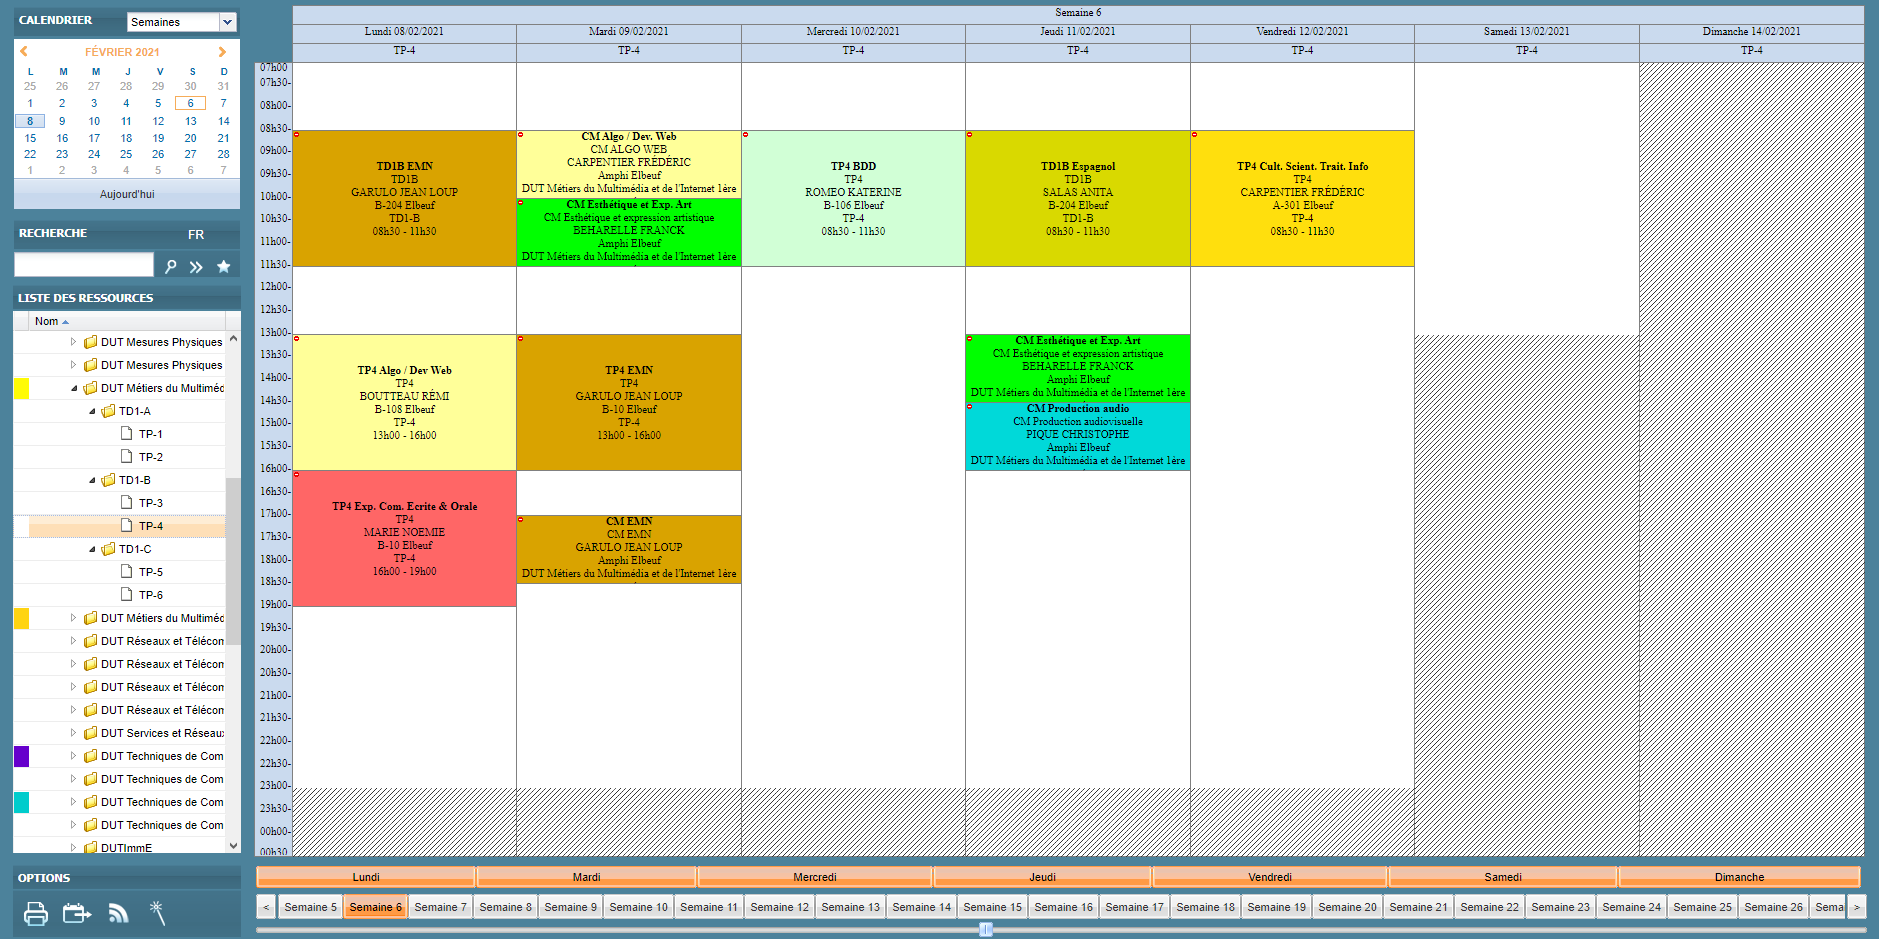 CALENDRIER
Semaines
FÉVRIER 2021
L M M J V S D
25 26 27 28 29 30 31
1 2 3 4 5 6 7
8 9 10 11 12 13 14
15 16 17 18 19 20 21
22 23 24 25 26 27 28
1 2 3 4 5 6 7
Aujourd'hui
RECHERCHE
FR
LISTE DES RESSOURCES
Nom
DUT Mesures Physiques
DUT Mesures Physiques
DUT Métiers du Multiméd
TD1-A
TP-1
TP-2
TD1-B
TP-3
TP-4
TD1-C
TP-5
TP-6
DUT Métiers du Multiméd
DUT Réseaux et Télécom
DUT Réseaux et Télécom
DUT Réseaux et Télécom
DUT Réseaux et Télécom
DUT Services et Réseaux
DUT Techniques de Com
DUT Techniques de Com
DUT Techniques de Com
DUT Techniques de Com
DUTImmE
OPTIONS
Semaine 6
Lundi 08/02/2021
Mardi 09/02/2021
Mercredi 10/02/2021
Jeudi 11/02/2021
Vendredi 12/02/2021
Samedi 13/02/2021
Dimanche 14/02/2021
TP-4
TP-4
TP-4
TP-4
TP-4
TP-4
TP-4
07h00
07h30-
08h00-
08h30-
09h00-
09h30-
10h00-
10h30-
11h00-
11h30-
12h00-
12h30-
13h00-
13h30-
14h00-
14h30-
15h00-
15h30-
16h00-
16h30-
17h00-
17h30-
18h00-
18h30-
19h00-
19h30-
20h00-
20h30-
21h00-
21h30-
22h00-
22h30-
23h00-
23h30-
00h00-
00h30
TD1B EMN
TD1B
GARULO JEAN LOUP
B-204 Elbeuf
TD1-B
08h30 - 11h30
TP4 Algo / Dev Web
TP4
BOUTTEAU RÉMI
B-108 Elbeuf
TP-4
13h00 - 16h00
TP4 Exp. Com. Ecrite & Orale
TP4
MARIE NOEMIE
B-10 Elbeuf
TP-4
16h00 - 19h00
CM Algo / Dev. Web
CM ALGO WEB
CARPENTIER FRÉDÉRIC
Amphi Elbeuf
DUT Métiers du Multimédia et de l'Internet 1ère
CM Esthétique et Exp. Art
CM Esthétique et expression artistique
BEHARELLE FRANCK
Amphi Elbeuf
DUT Métiers du Multimédia et de l'Internet 1ère
TP4 EMN
TP4
GARULO JEAN LOUP
B-10 Elbeuf
TP-4
13h00 - 16h00
CM EMN
CM EMN
GARULO JEAN LOUP
Amphi Elbeuf
DUT Métiers du Multimédia et de l'Internet 1ère
TP4 BDD
TP4
ROMEO KATERINE
B-106 Elbeuf
TP-4
08h30 - 11h30
TD1B Espagnol
TD1B
SALAS ANITA
B-204 Elbeuf
TD1-B
08h30 - 11h30
CM Esthétique et Exp. Art
CM Esthétique et expression artistique
BEHARELLE FRANCK
Amphi Elbeuf
DUT Métiers du Multimédia et de l'Internet 1ère
CM Production audio
CM Production audiovisuelle
PIQUE CHRISTOPHE
Amphi Elbeuf
DUT Métiers du Multimédia et de l'Internet 1ère
TP4 Cult. Scient. Trait. Info
TP4
CARPENTIER FRÉDÉRIC
A-301 Elbeuf
TP-4
08h30 - 11h30
Lundi Mardi Mercredi Jeudi Vendredi Samedi Dimanche
< Semaine 5 Semaine 6 Semaine 7 Semaine 8 Semaine 9 Semaine 10 Semaine 11 Semaine 12 Semaine 13 Semaine 14 Semaine 15 Semaine 16 Semaine 17 Semaine 18 Semaine 19 Semaine 20 Semaine 21 Semaine 22 Semaine 23 Semaine 24 Semaine 25 Semaine 26 Sema >